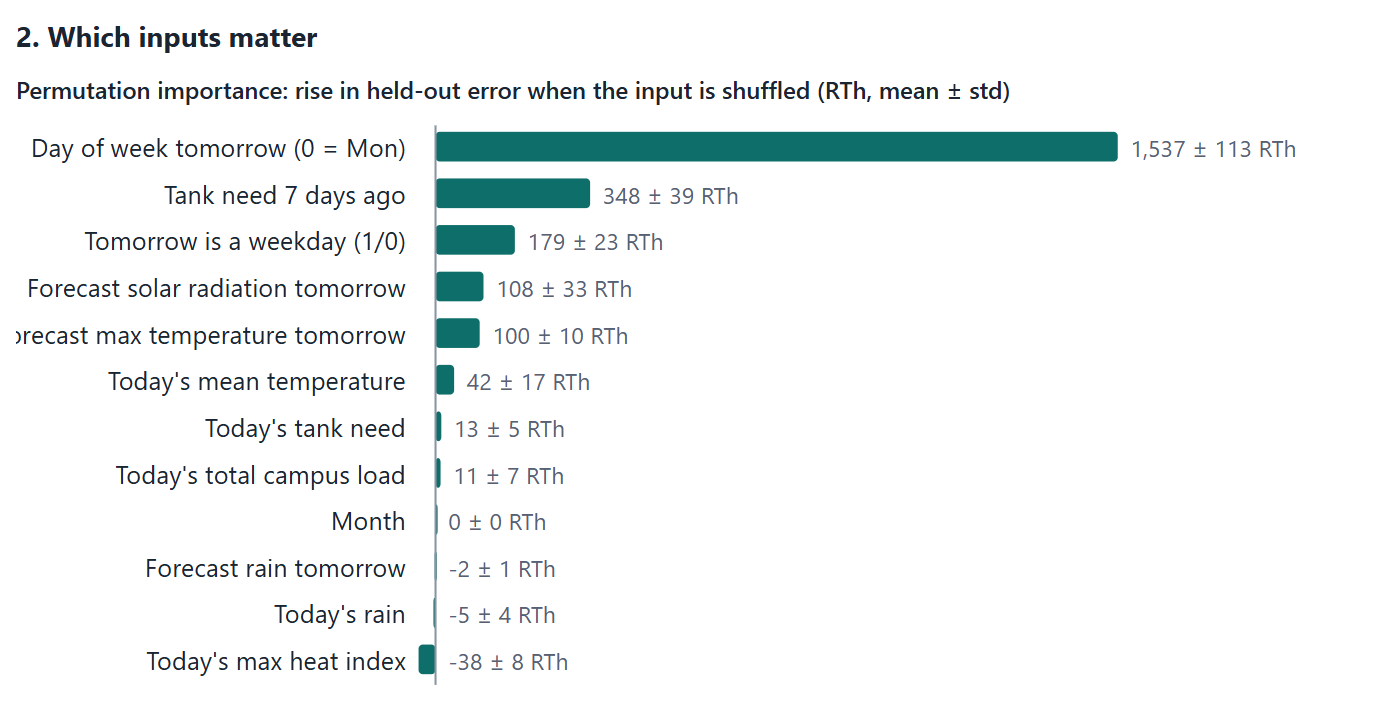 2. Which inputs matter
Permutation importance: rise in held-out error when the input is shuffled (RTh, mean ± std)
Day of week tomorrow (0 = Mon) 1,537 ± 113 RTh
Tank need 7 days ago 348 ± 39 RTh
Tomorrow is a weekday (1/0) 179 ± 23 RTh
Forecast solar radiation tomorrow 108 ± 33 RTh
orecast max temperature tomorrow 100 ± 10 RTh
Today's mean temperature 42 ± 17 RTh
Today's tank need 13 ± 5 RTh
Today's total campus load 11 ± 7 RTh
Month 0 ± 0 RTh
Forecast rain tomorrow -2 ± 1 RTh
Today's rain -5 ± 4 RTh
Today's max heat index -38 ± 8 RTh